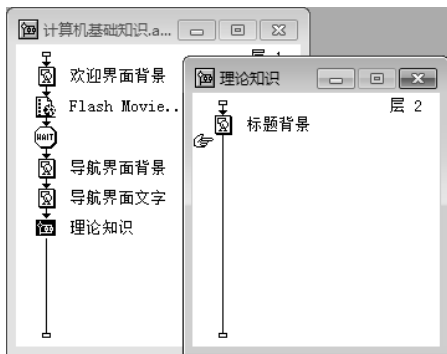 计算机基础知识.a...
层 1
欢迎界面背景
Flash Movie..
WAIT
导航界面背景
导航界面文字
理论知识
理论知识
层 2
标题背景